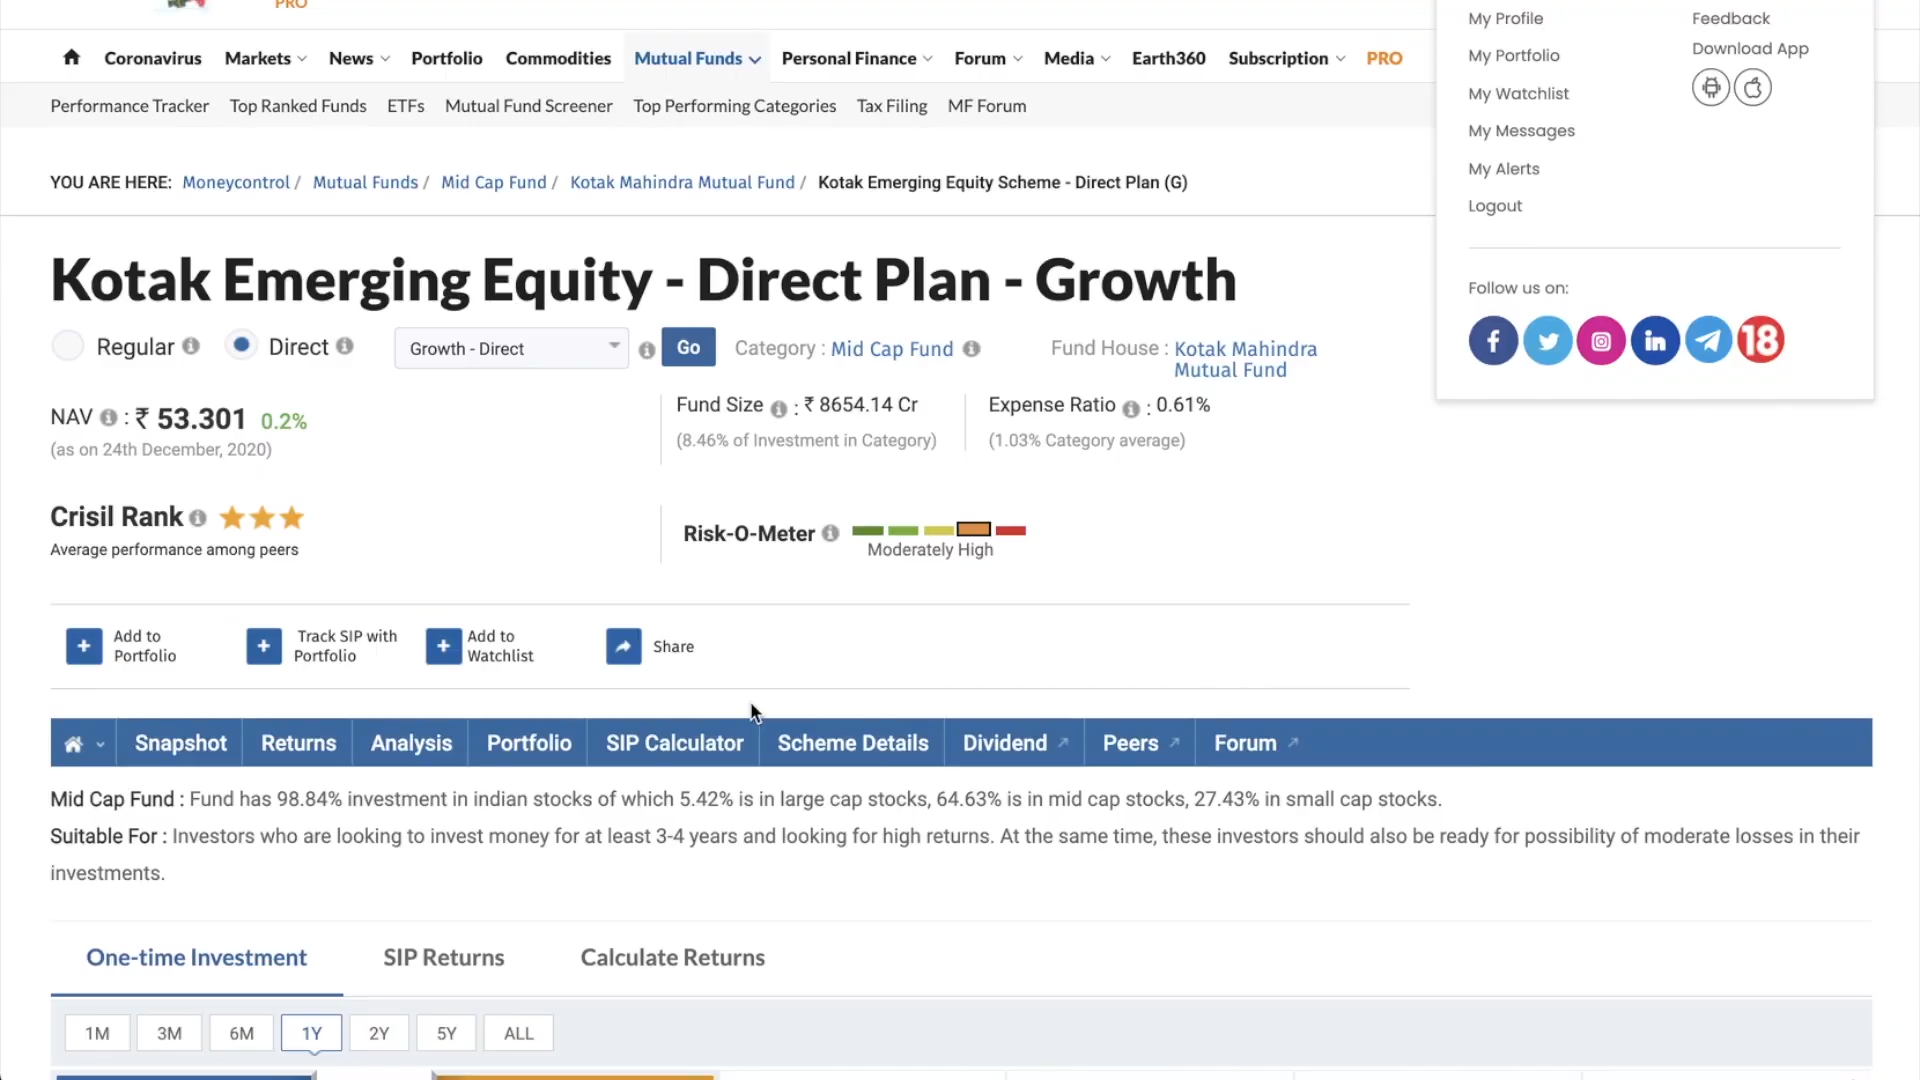 PRO
My Profile Feedback
Download App
My Portfolio
My Watchlist
My Messages
My Alerts
Logout
Follow us on:
18
Coronavirus Markets News Portfolio Commodities Mutual Funds Personal Finance Forum Media Earth360 Subscription PRO
Performance Tracker Top Ranked Funds ETFs Mutual Fund Screener Top Performing Categories Tax Filing MF Forum
YOU ARE HERE: Moneycontrol / Mutual Funds / Mid Cap Fund / Kotak Mahindra Mutual Fund / Kotak Emerging Equity Scheme - Direct Plan (G)
Kotak Emerging Equity - Direct Plan - Growth
Regular Direct Growth - Direct Go Category : Mid Cap Fund Fund House : Kotak Mahindra
Mutual Fund
NAV : ₹ 53.301 0.2%
(as on 24th December, 2020)
Fund Size : ₹ 8654.14 Cr
(8.46% of Investment in Category)
Expense Ratio : 0.61%
(1.03% Category average)
Crisil Rank
Average performance among peers
Risk-O-Meter
Moderately High
Add to
Portfolio
Track SIP with
Portfolio
Add to
Watchlist
Share
Snapshot Returns Analysis Portfolio SIP Calculator Scheme Details Dividend Peers Forum
Mid Cap Fund : Fund has 98.84% investment in indian stocks of which 5.42% is in large cap stocks, 64.63% is in mid cap stocks, 27.43% in small cap stocks.
Suitable For : Investors who are looking to invest money for at least 3-4 years and looking for high returns. At the same time, these investors should also be ready for possibility of moderate losses in their
investments.
One-time Investment SIP Returns Calculate Returns
1M 3M 6M 1Y 2Y 5Y ALL